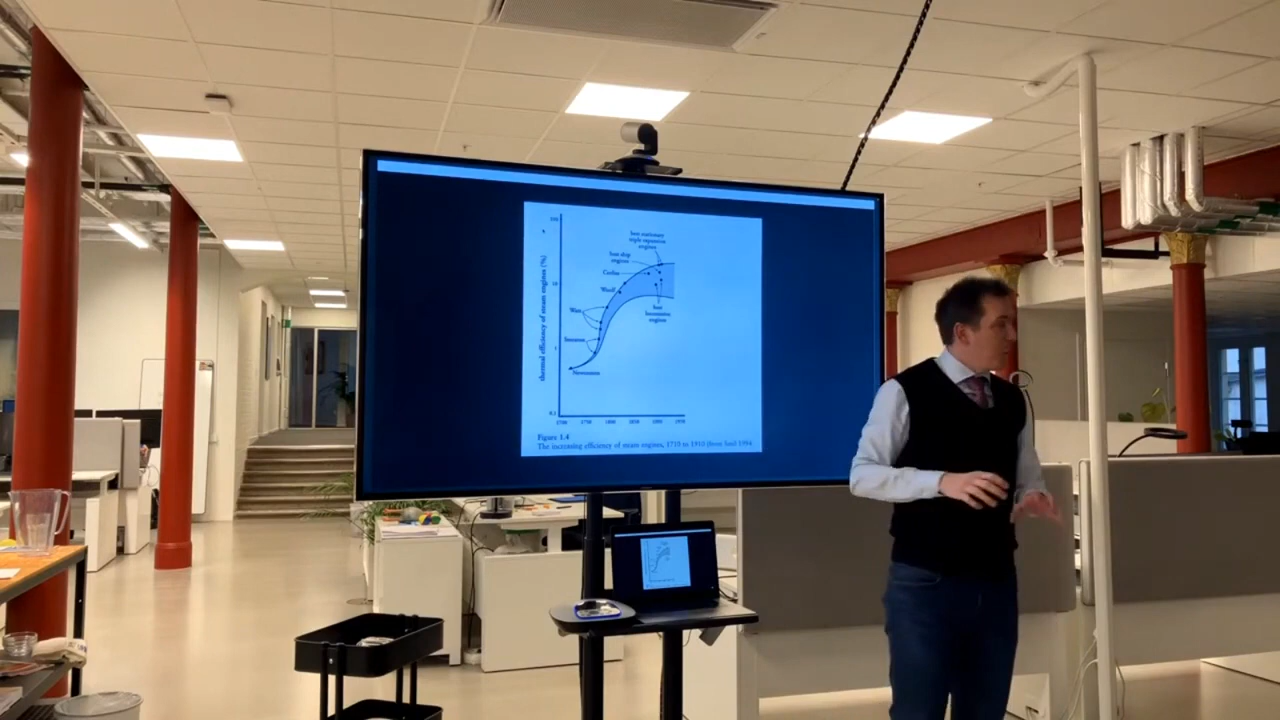 100
best stationary
triple expansion
engines
best ship
engines
Corliss
10
Woolf
Watt
best
locomotive
engines
Smeaton
1
Newcomen
0.1
thermal efficiency of steam engines (%)
1700 1750 1800 1850 1900 1950
Figure 1.4
The increasing efficiency of steam engines, 1710 to 1910 (from Smil 1994